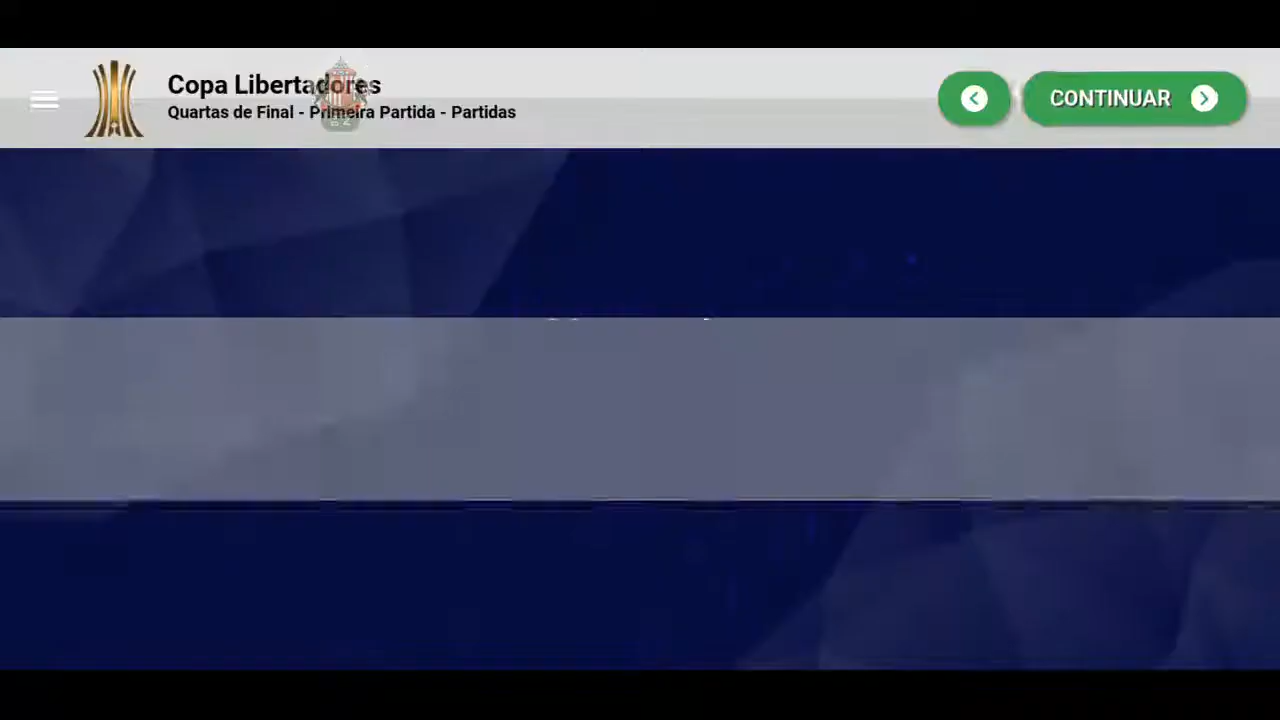 Copa Libertadores
Quartas de Final - Primeira Partida - Partidas
CONTINUAR